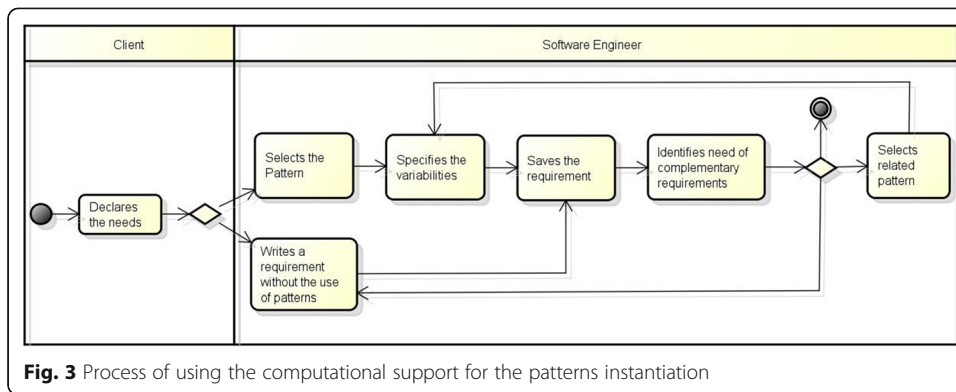 Client
Software Engineer
Declares
the needs
Selects the
Pattern
Specifies the
variabilities
Saves the
requirement
Identifies need of
complementary
requirements
Selects
related
pattern
Writes a
requirement
without the use
of patterns
Fig. 3 Process of using the computational support for the patterns instantiation